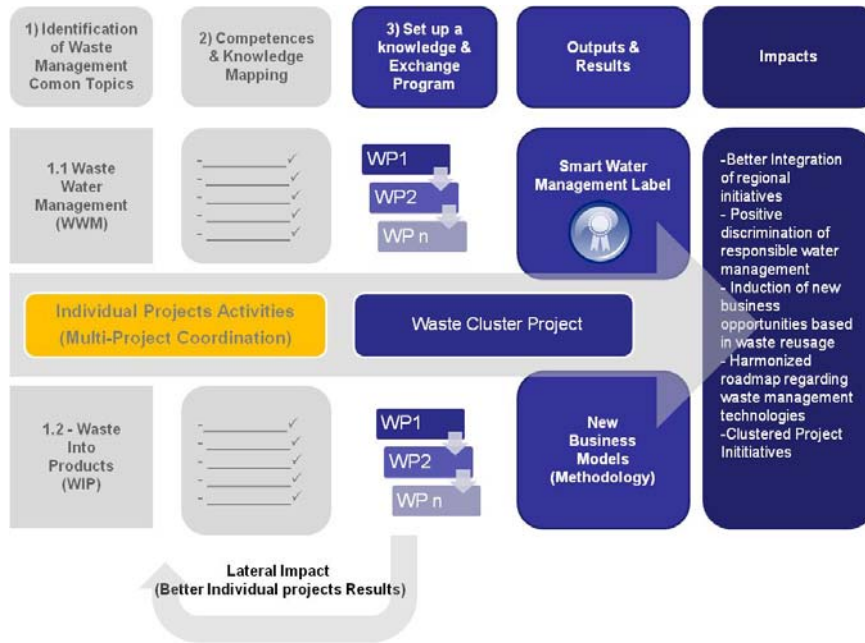 1) Identification
of Waste
Management
Comon Topics
2) Competences
& Knowledge
Mapping
3) Set up a
knowledge &
Exchange
Program
Outputs &
Results
Impacts
1.1 Waste
Water
Management
(WWM)
WP1
WP2
WP n
Smart Water
Management Label
-Better Integration
of regional
initiatives
- Positive
discrimination of
responsible water
management
- Induction of new
business
opportunities based
in waste reusage
- Harmonized
roadmap regarding
waste management
technologies
-Clustered Project
Inititiatives
Individual Projects Activities
(Multi-Project Coordination)
Waste Cluster Project
1.2 - Waste
Into
Products
(WIP)
WP1
WP2
WP n
New
Business
Models
(Methodology)
Lateral Impact
(Better Individual projects Results)